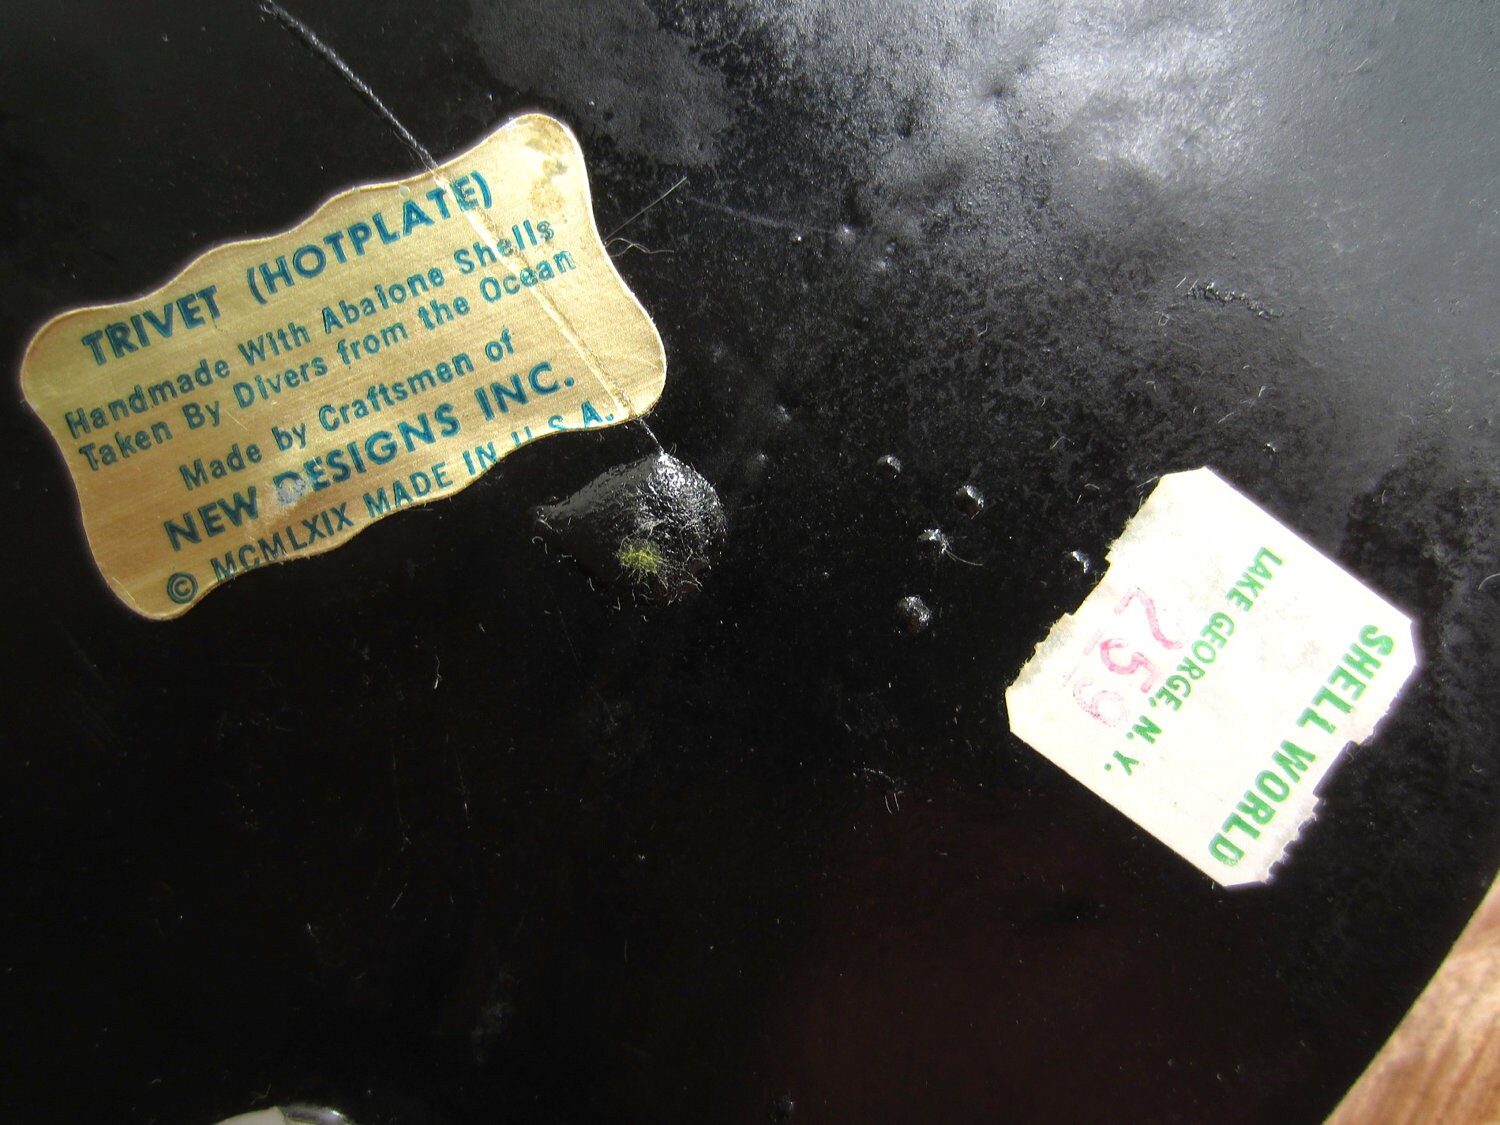 TRIVET (HOTPLATE)
Handmade With Abalone Shells
Taken By Divers from the Ocean
Made by Craftsmen of
NEW DESIGNS INC.
© MCMLXIX MADE IN U.S.A.
SHELL WORLD
LAKE GEORGE, N. Y.
259